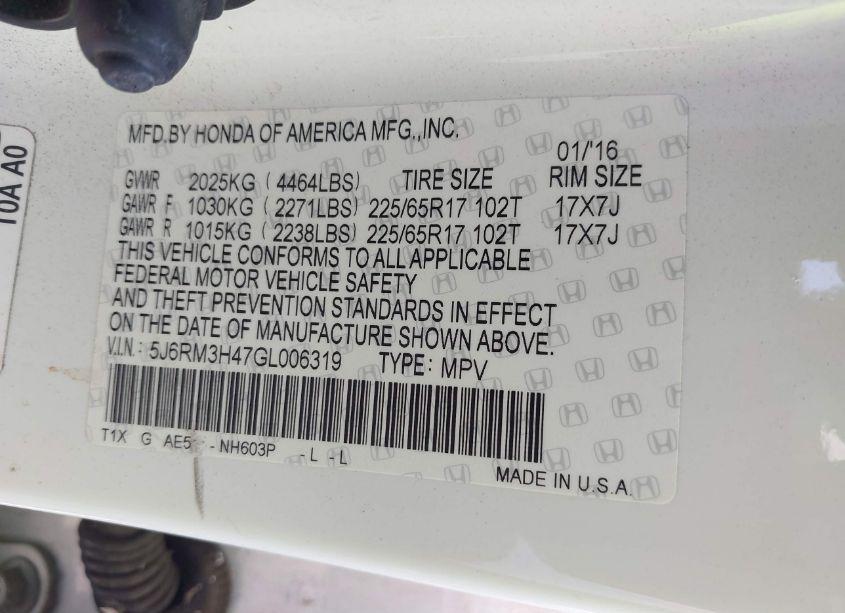 MFD.BY HONDA OF AMERICA MFG.,INC.
01/'16
GVWR 2025KG ( 4464LBS) TIRE SIZE RIM SIZE
GAWR F 1030KG ( 2271LBS) 225/65R17 102T 17X7J
GAWR R 1015KG ( 2238LBS) 225/65R17 102T 17X7J
THIS VEHICLE CONFORMS TO ALL APPLICABLE
FEDERAL MOTOR VEHICLE SAFETY
AND THEFT PREVENTION STANDARDS IN EFFECT
ON THE DATE OF MANUFACTURE SHOWN ABOVE.
V.I.N.: 5J6RM3H47GL006319 TYPE: MPV
T1X G - NH603P - L - L
MADE IN U.S.A.
T0A A0